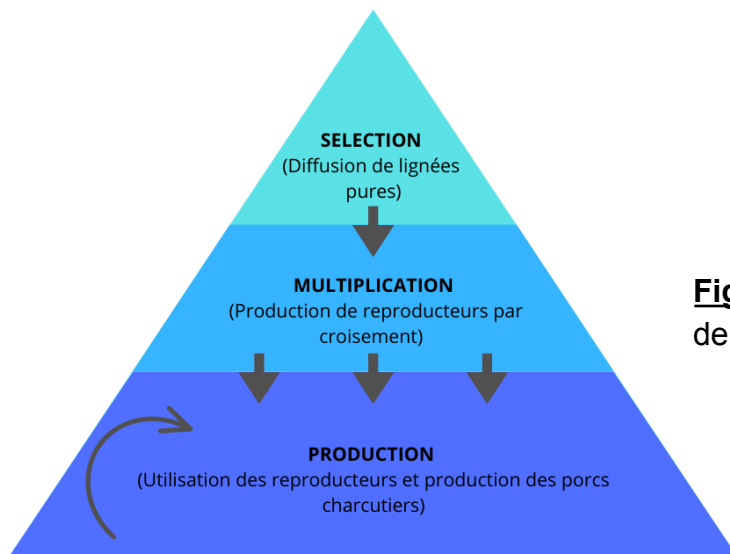 SELECTION
(Diffusion de lignées
pures)
MULTIPLICATION
(Production de reproducteurs par
croisement)
Fig
de
PRODUCTION
(Utilisation des reproducteurs et production des porcs
charcutiers)